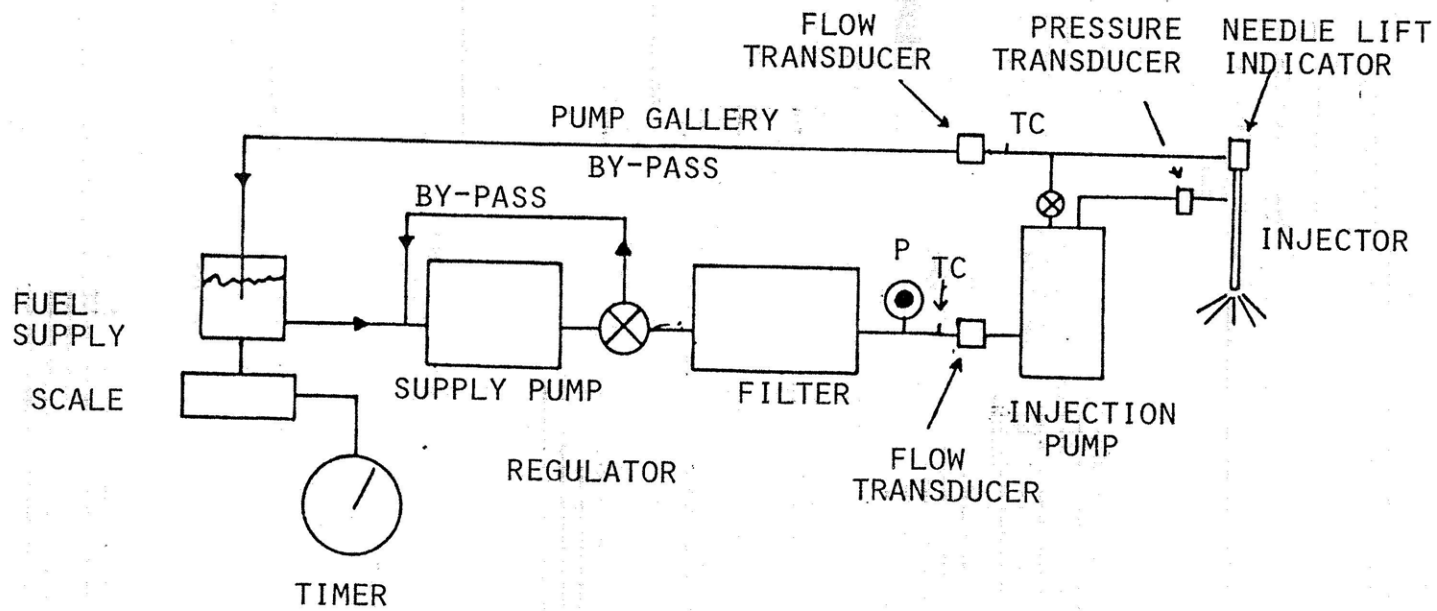 FLOW
TRANSDUCER
PRESSURE
TRANSDUCER
NEEDLE LIFT
INDICATOR
PUMP GALLERY
TC
BY-PASS
BY-PASS
INJECTOR
P
TC
FUEL
SUPPLY
SUPPLY PUMP
FILTER
SCALE
INJECTION
PUMP
REGULATOR
FLOW
TRANSDUCER
TIMER